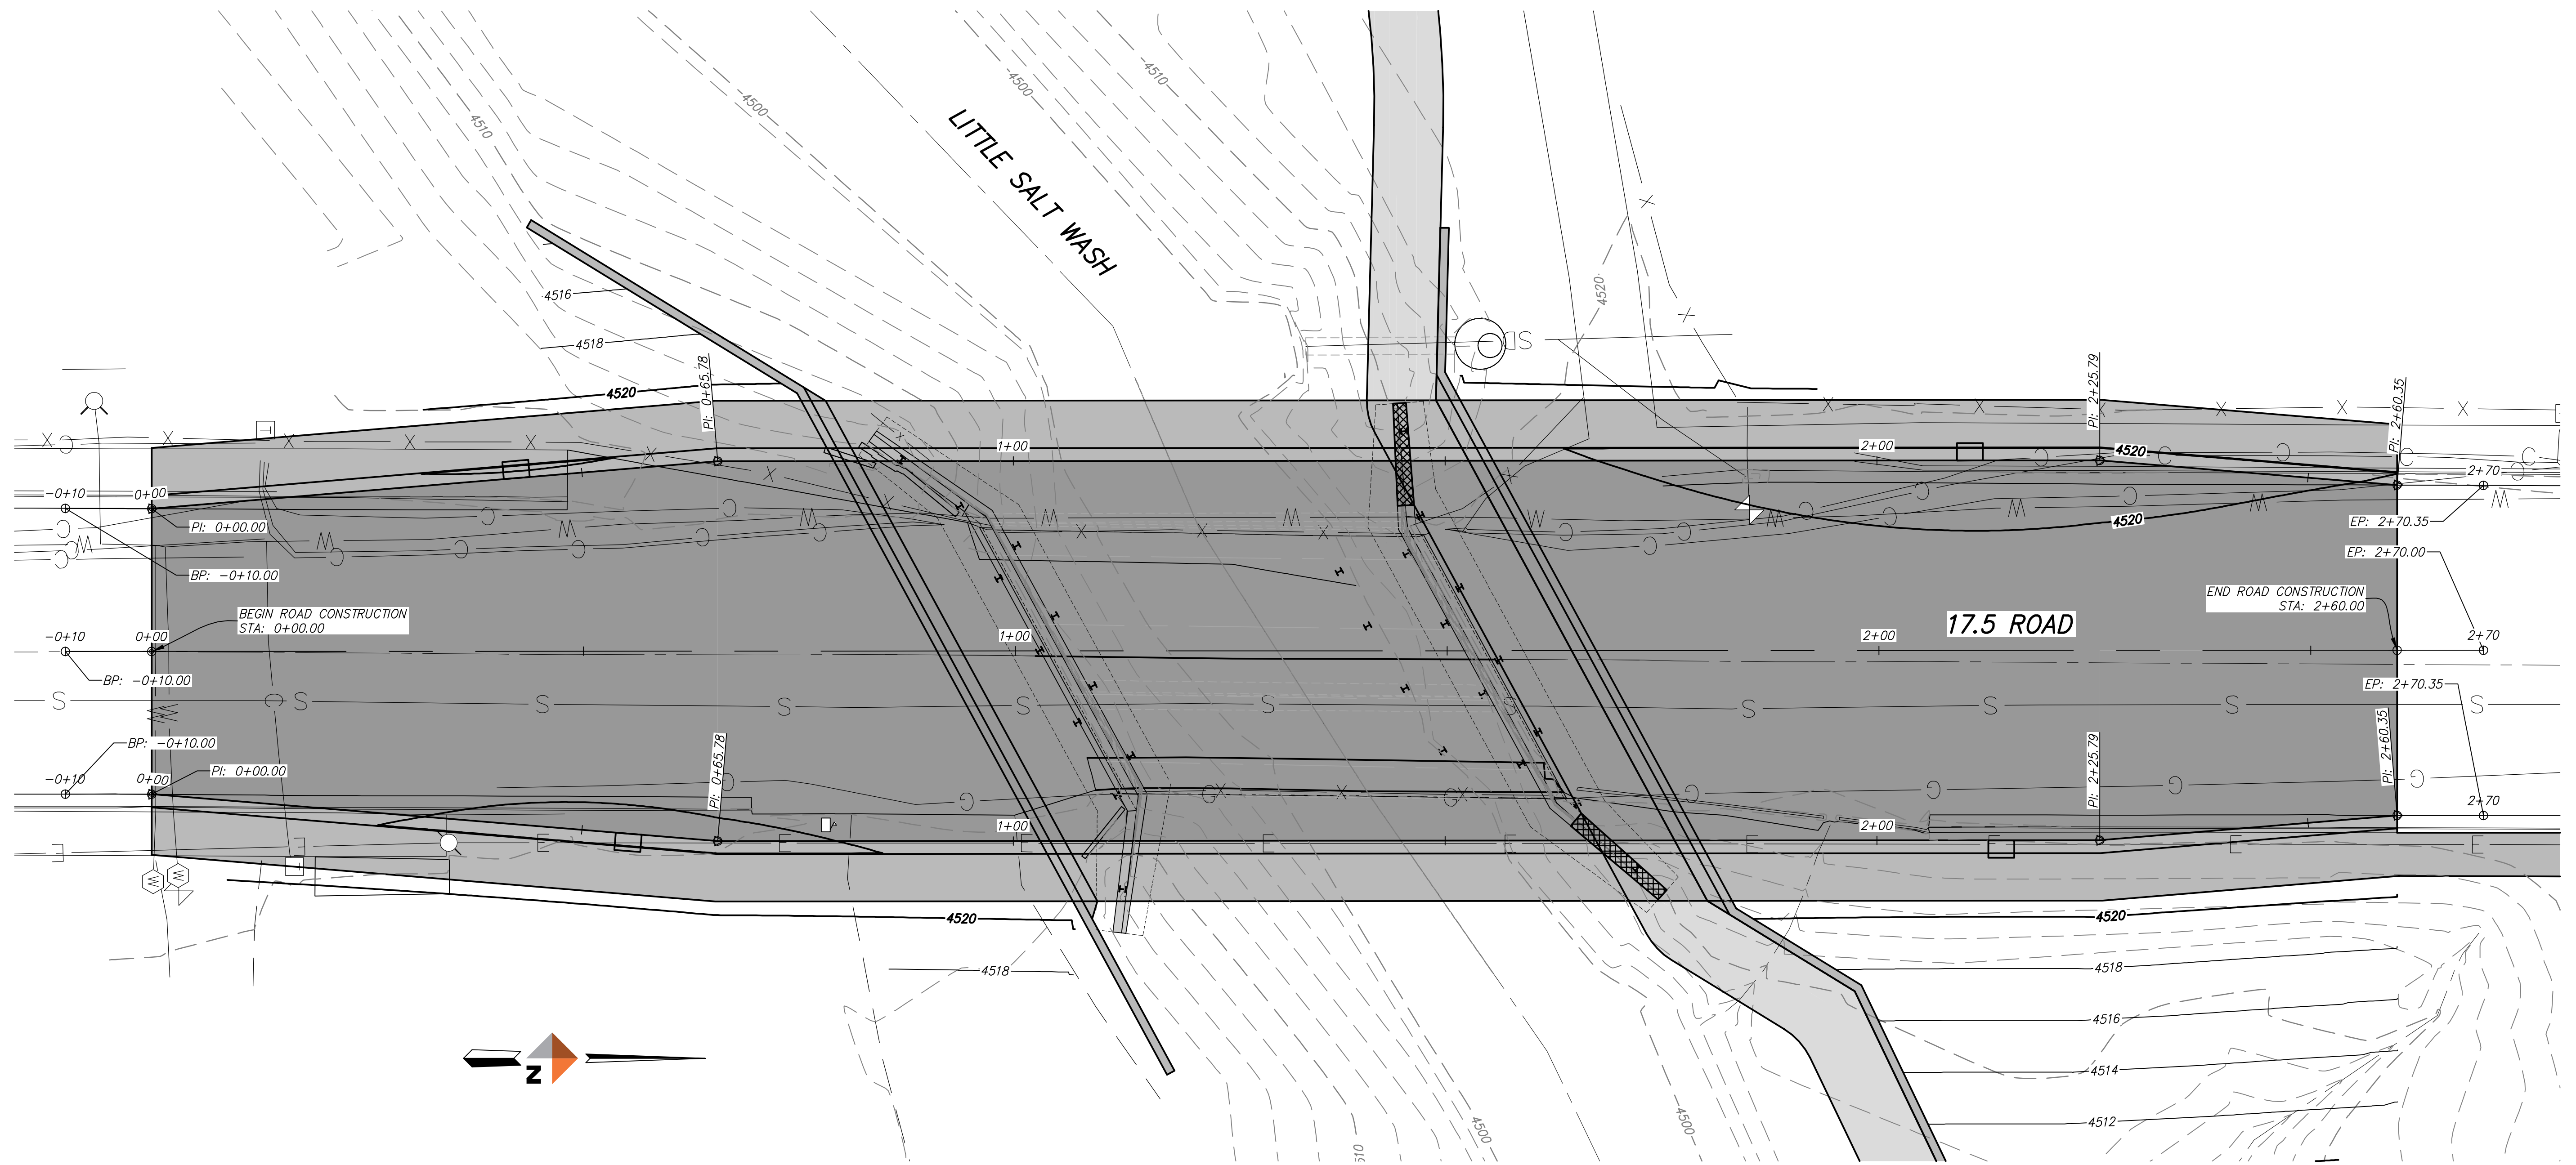 4510
4500
4500
4510
LITTLE SALT WASH
X
4516
4520
SD
X
4518
4520
PI: 0+65.78
PI: 2+25.79
PI: 2+60.35
X
X
X
X
X
T
X
X
X
X
X
X
C
1+00
2+00
4520
C
C
C
C
-0+10
0+00
2+70
PI: 0+00.00
X
X
X
X
C
C
C
W
W
W
W
W
W
W
W
W
W
EP: 2+70.35
4520
C
C
C
C
X
X
X
C
C
C
C
C
BP: -0+10.00
EP: 2+70.00
BEGIN ROAD CONSTRUCTION
STA: 0+00.00
END ROAD CONSTRUCTION
STA: 2+60.00
17.5 ROAD
-0+10
0+00
1+00
2+00
2+70
BP: -0+10.00
EP: 2+70.35
S
C
S
S
S
S
S
S
S
S
S
S
W
BP: -0+10.00
PI: 0+65.78
PI: 2+25.79
PI: 2+60.35
PI: 0+00.00
-0+10
0+00
C
C
C
X
X
C
X
C
C
C
C
2+70
1+00
2+00
E
E
E
E
E
E
E
E
E
E
E
T
W
W
4520
4520
4518
4518
4516
4514
4512
N
4500
4500
4510